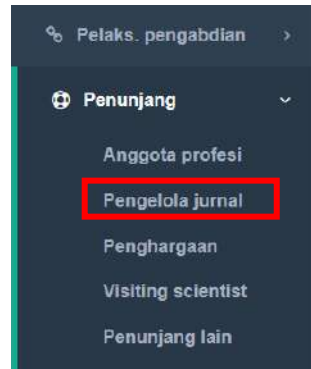 Pelaks. pengabdian
Penunjang
Anggota profesi
Pengelola jurnal
Penghargaan
Visiting scientist
Penunjang lain